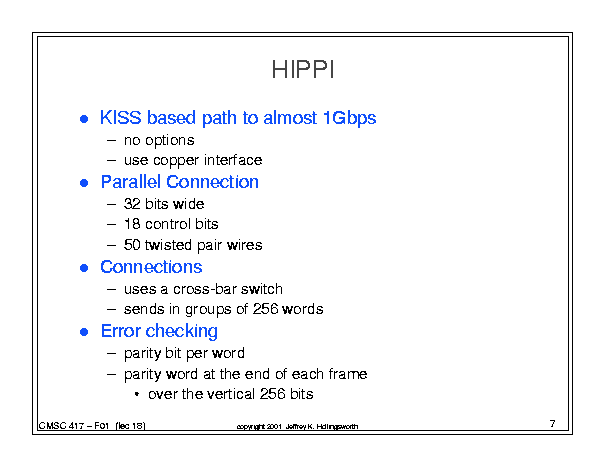 HIPPI
● KISS based path to almost 1Gbps
– no options
– use copper interface
● Parallel Connection
– 32 bits wide
– 18 control bits
– 50 twisted pair wires
● Connections
– uses a cross-bar switch
– sends in groups of 256 words
● Error checking
– parity bit per word
– parity word at the end of each frame
• over the vertical 256 bits
CMSC 417 – F01 (lec 18)
copyright 2001 Jeffrey K. Hollingsworth
7